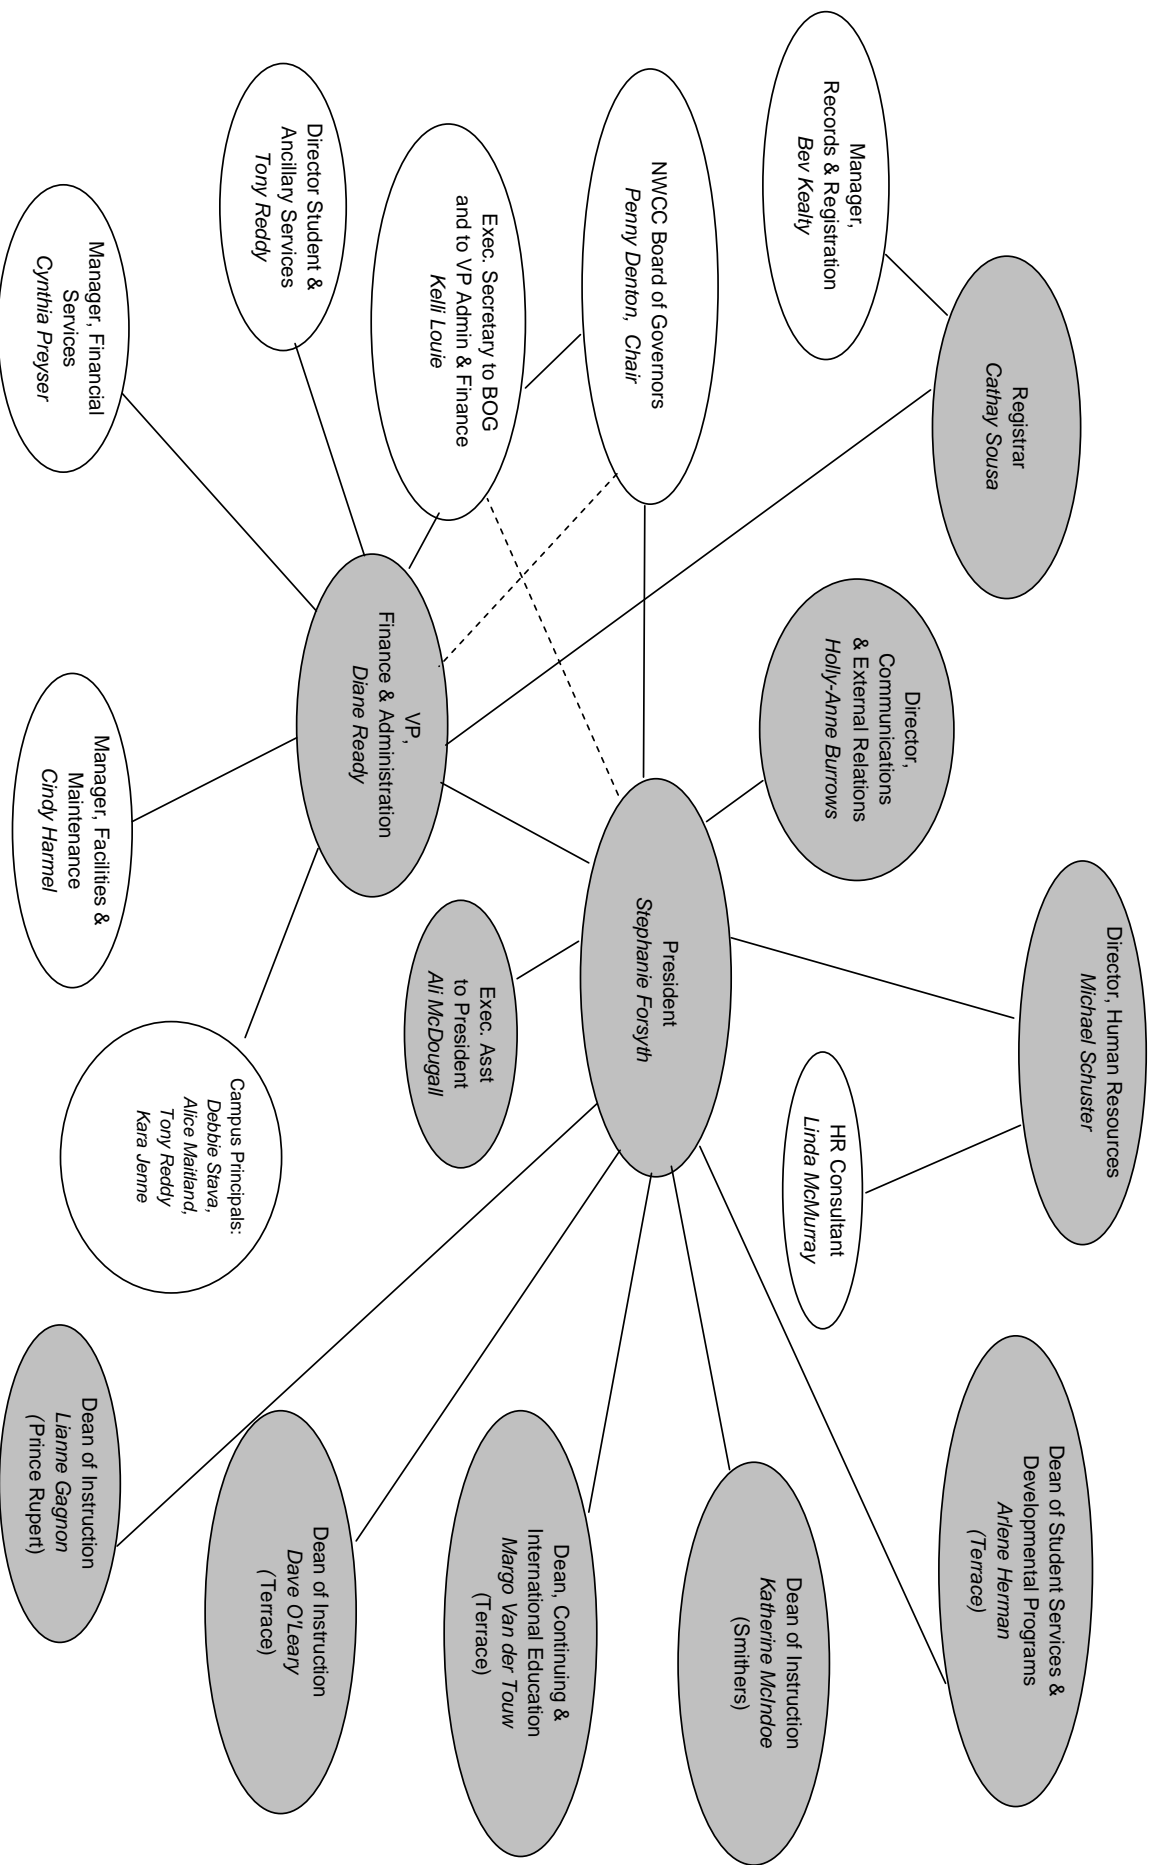 Manager,
Records & Registration
Bev Kealty
Registrar
Cathay Sousa
NWCC Board of Governors
Penny Denton, Chair
Director,
Communications
& External Relations
Holly-Anne Burrows
Director, Human Resources
Michael Schuster
HR Consultant
Linda McMurray
Dean of Student Services &
Developmental Programs
Arlene Herman
(Terrace)
Exec. Secretary to BOG
and to VP Admin & Finance
Kelli Louie
President
Stephanie Forsyth
Dean of Instruction
Katherine McIndoe
(Smithers)
Director Student &
Ancillary Services
Tony Reddy
VP,
Finance & Administration
Diane Ready
Exec. Asst
to President
Ali McDougall
Dean, Continuing &
International Education
Margo Van der Touw
(Terrace)
Manager, Financial
Services
Cynthia Preyser
Manager, Facilities &
Maintenance
Cindy Harmel
Campus Principals:
Debbie Stava,
Alice Maitland,
Tony Reddy
Kara Jenne
Dean of Instruction
Dave O'Leary
(Terrace)
Dean of Instruction
Lianne Gagnon
(Prince Rupert)